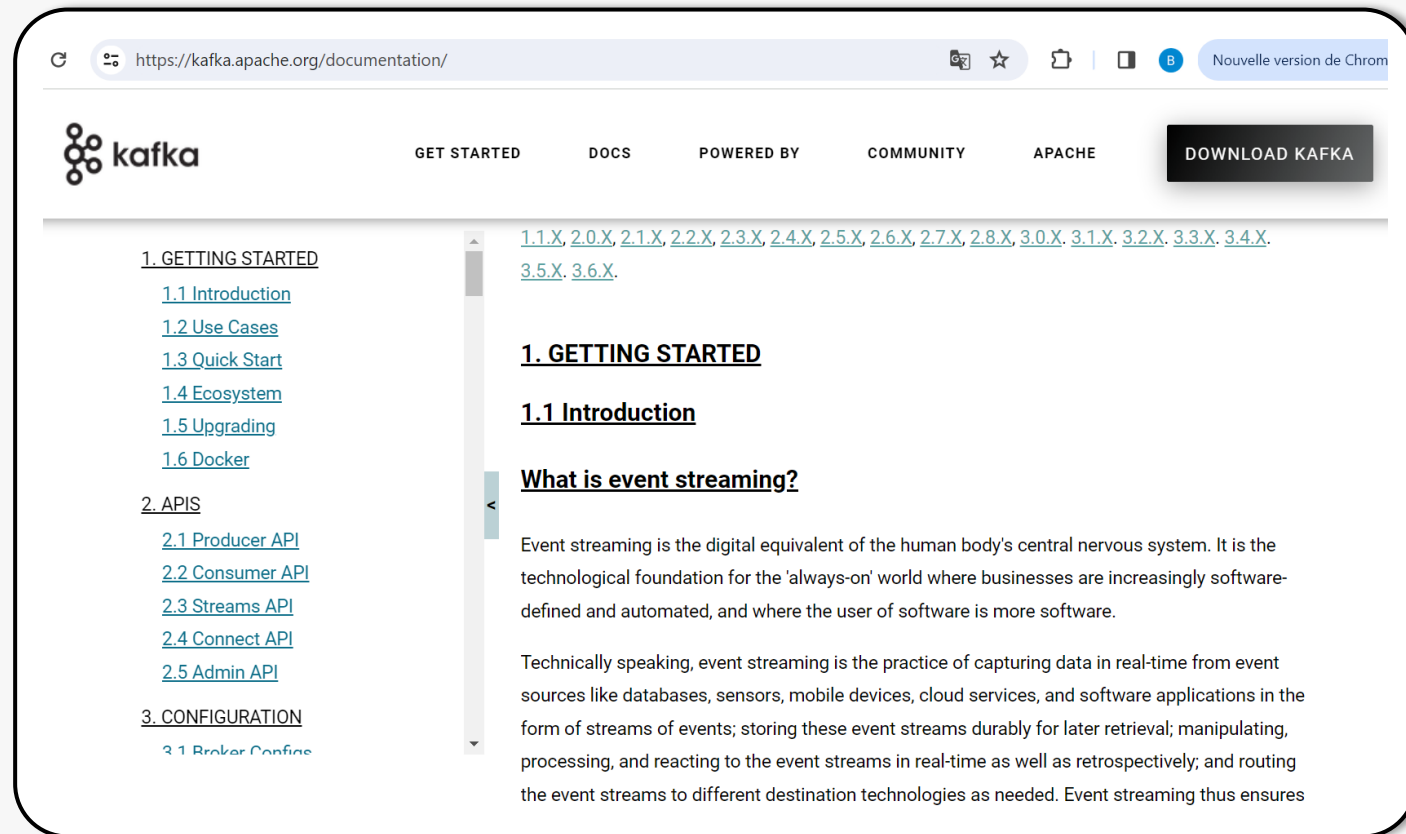 https://kafka.apache.org/documentation/
B
Nouvelle version de Chrom
kafka
GET STARTED
DOCS
POWERED BY
COMMUNITY
APACHE
DOWNLOAD KAFKA
1. GETTING STARTED
1.1 Introduction
1.2 Use Cases
1.3 Quick Start
1.4 Ecosystem
1.5 Upgrading
1.6 Docker
2. APIS
2.1 Producer API
2.2 Consumer API
2.3 Streams API
2.4 Connect API
2.5 Admin API
3. CONFIGURATION
3.1 Broker Configs
<
1.1.X, 2.0.X, 2.1.X, 2.2.X, 2.3.X, 2.4.X, 2.5.X, 2.6.X, 2.7.X, 2.8.X, 3.0.X. 3.1.X. 3.2.X. 3.3.X. 3.4.X.
3.5.X. 3.6.X.
1. GETTING STARTED
1.1 Introduction
What is event streaming?
Event streaming is the digital equivalent of the human body's central nervous system. It is the
technological foundation for the 'always-on' world where businesses are increasingly software-
defined and automated, and where the user of software is more software.
Technically speaking, event streaming is the practice of capturing data in real-time from event
sources like databases, sensors, mobile devices, cloud services, and software applications in the
form of streams of events; storing these event streams durably for later retrieval; manipulating,
processing, and reacting to the event streams in real-time as well as retrospectively; and routing
the event streams to different destination technologies as needed. Event streaming thus ensures